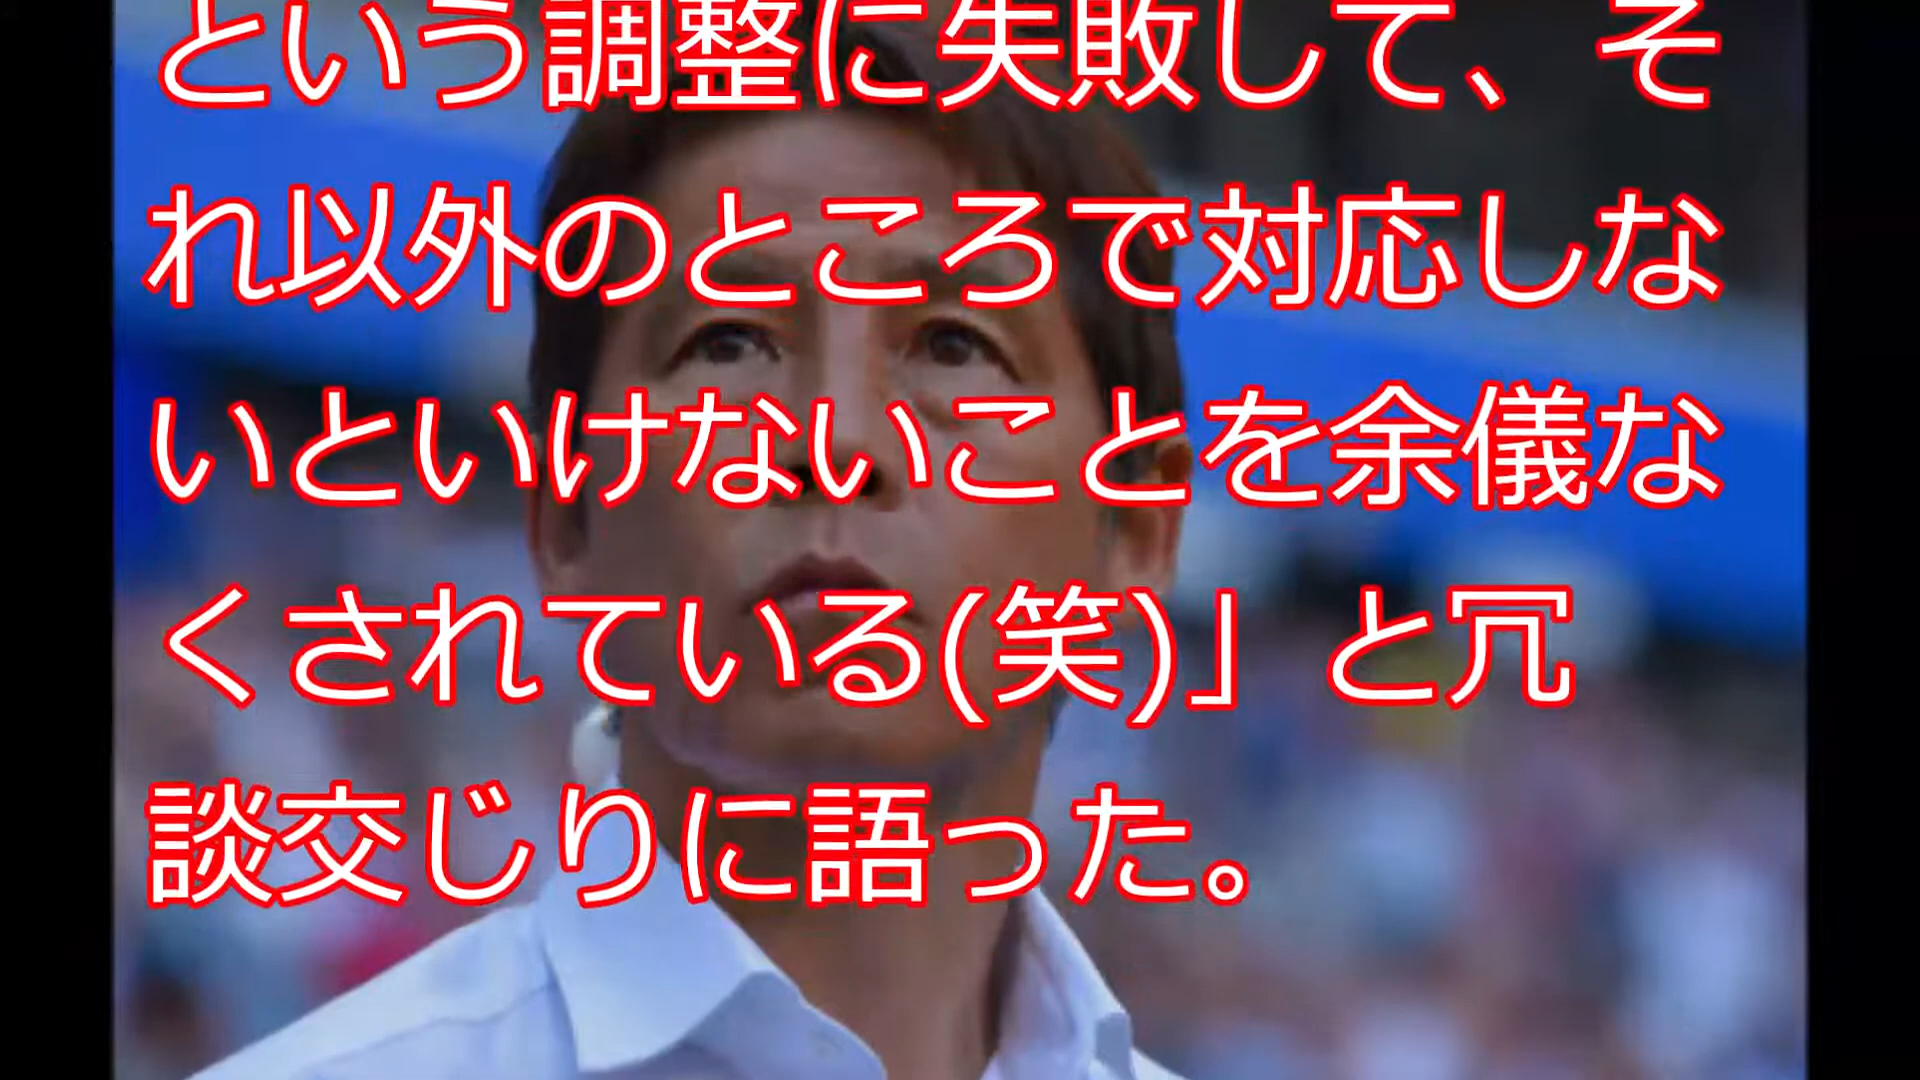 という調整に失敗して、そ
れ以外のところで対応しな
いといけないことを余儀な
くされている(笑)」と冗
談交じりに語った。